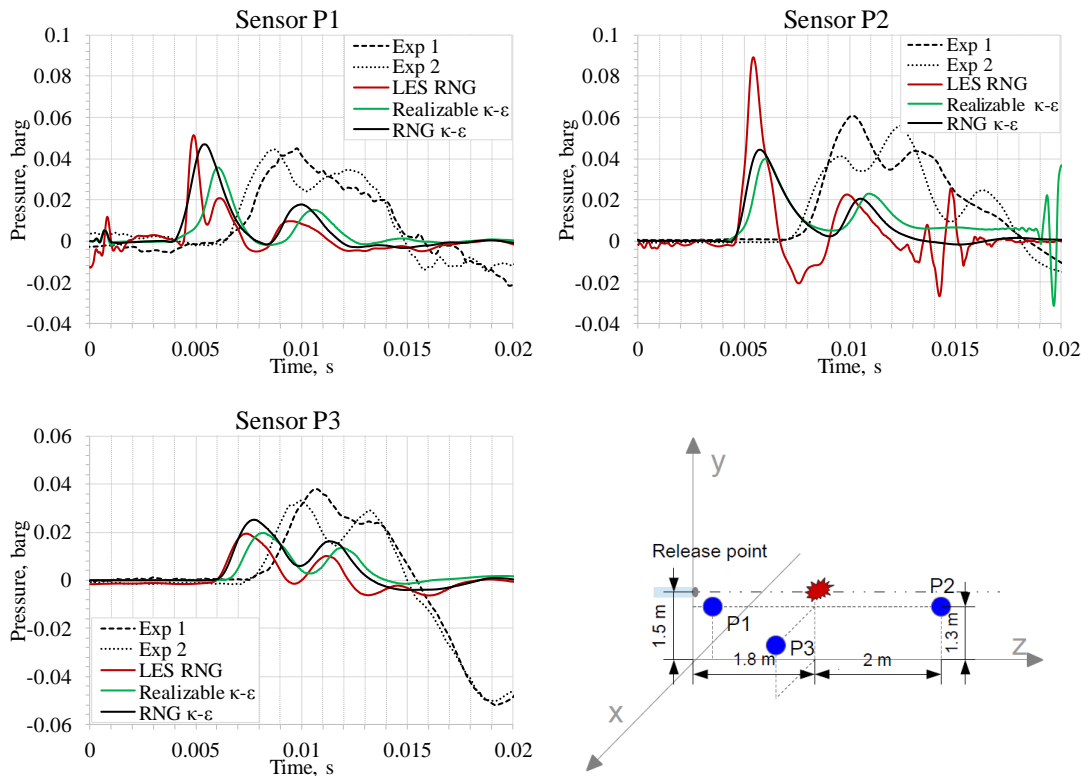 Sensor P1
0.1
0.08
0.06
0.04
0.02
0
-0.02
-0.04
Pressure, barg
Exp 1
Exp 2
LES RNG
Realizable κ-ε
RNG κ-ε
0 0.005 0.01 0.015 0.02
Time, s
Sensor P2
0.1
0.08
0.06
0.04
0.02
0
-0.02
-0.04
Pressure, barg
Exp 1
Exp 2
LES RNG
Realizable κ-ε
RNG κ-ε
0 0.005 0.01 0.015 0.02
Time, s
Sensor P3
0.06
0.04
0.02
0
-0.02
-0.04
-0.06
Pressure, barg
Exp 1
Exp 2
LES RNG
Realizable κ-ε
RNG κ-ε
0 0.005 0.01 0.015 0.02
Time, s
y
Release point
P2
P1
P3
1.5 m
1.3 m
1.8 m
2 m
z
x